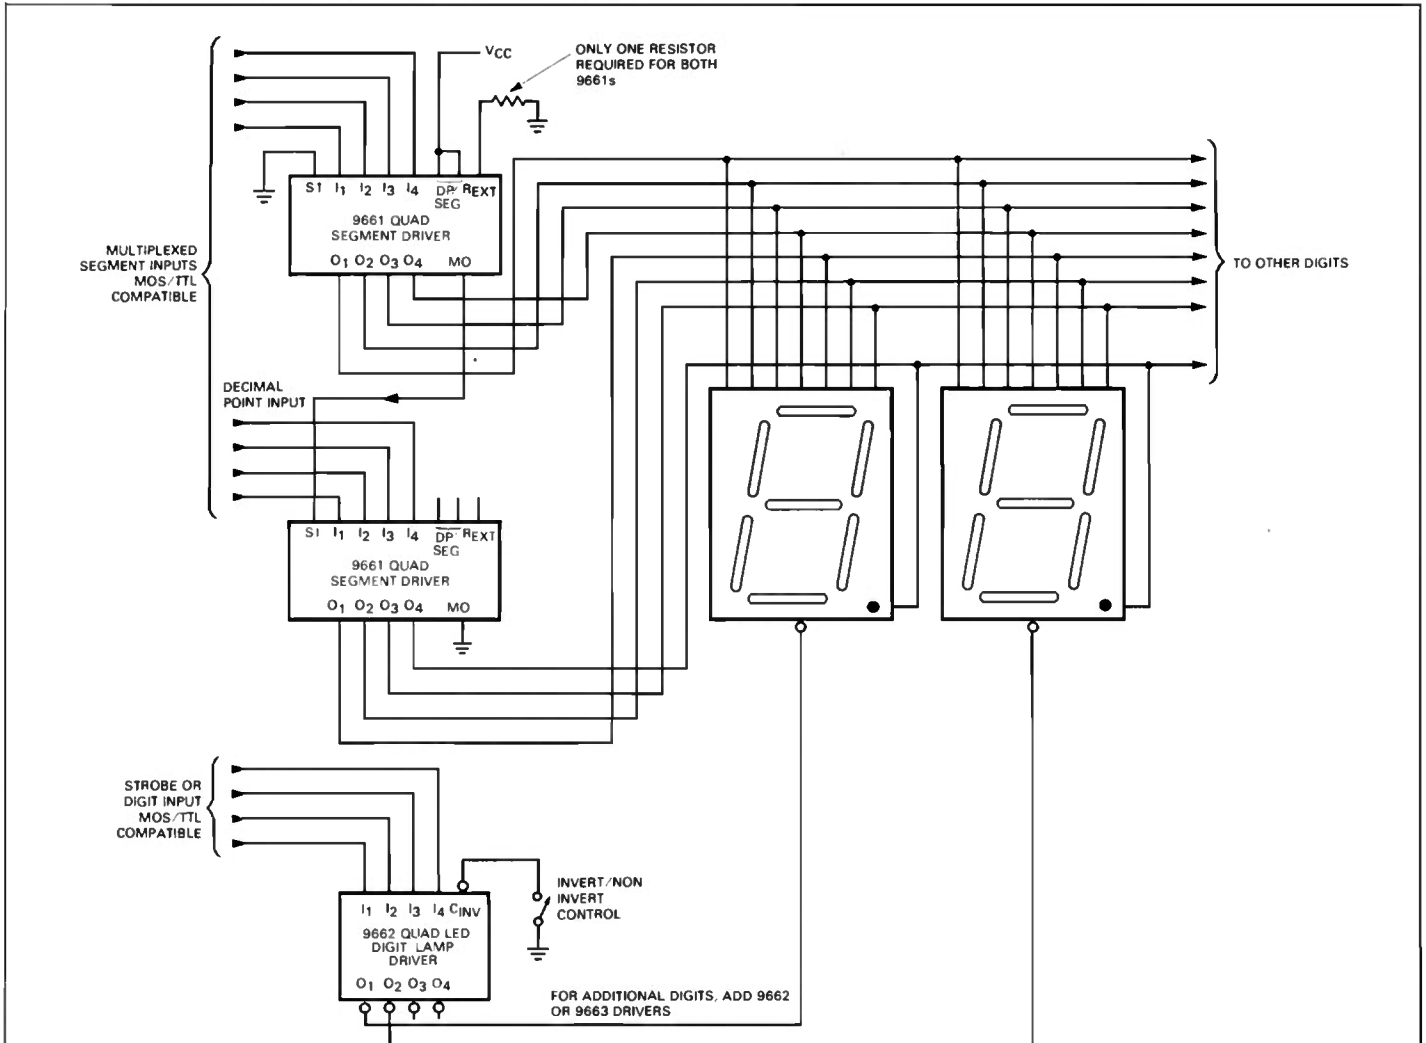 VCC
ONLY ONE RESISTOR
REQUIRED FOR BOTH
9661s
S1 I1 I2 I3 I4 DP REXT
SEG
9661 QUAD
SEGMENT DRIVER
O1 O2 O3 O4 MO
MULTIPLEXED
SEGMENT INPUTS
MOS/TTL
COMPATIBLE
TO OTHER DIGITS
DECIMAL
POINT INPUT
S1 I1 I2 I3 I4 DP REXT
SEG
9661 QUAD
SEGMENT DRIVER
O1 O2 O3 O4 MO
STROBE OR
DIGIT INPUT
MOS/TTL
COMPATIBLE
INVERT/NON
INVERT
CONTROL
I1 I2 I3 I4 CINV
9662 QUAD LED
DIGIT LAMP
DRIVER
O1 O2 O3 O4
FOR ADDITIONAL DIGITS, ADD 9662
OR 9663 DRIVERS